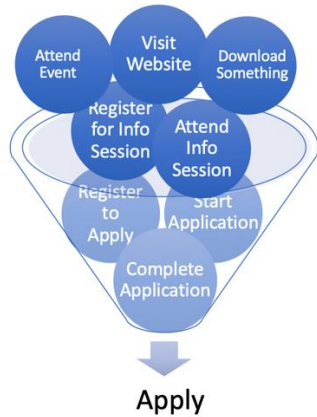 Attend
Event
Visit
Website
Download
Something
Register
for Info
Session
Attend
Info
Session
Register
to
Apply
Start
Application
Complete
Application
Apply